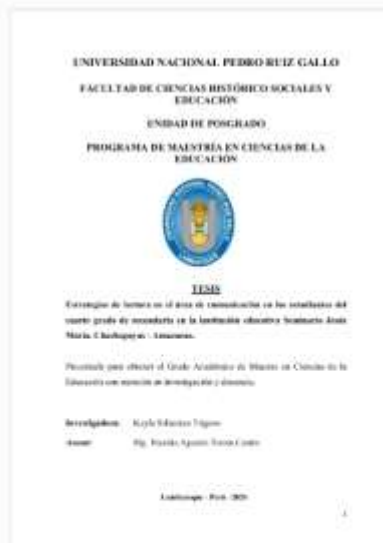 UNIVERSIDAD NACIONAL PEDRO RUIZ GALLO
FACULTAD DE CIENCIAS HISTÓRICO SOCIALES Y
EDUCACIÓN
UNIDAD DE POSGRADO
PROGRAMA DE MAESTRÍA EN CIENCIAS DE LA
EDUCACIÓN
TESIS
Estrategias de lectura en el área de comunicación en los estudiantes del
cuarto grado de secundaria en la institución educativa Seminario Jesús
María, Chachapoyas - Amazonas.
Presentada para obtener el Grado Académico de Maestro en Ciencias de la
Educación con mención en investigación y docencia.
Investigadora:
Asesor: Mg.
Lambayeque - Perú - 2020